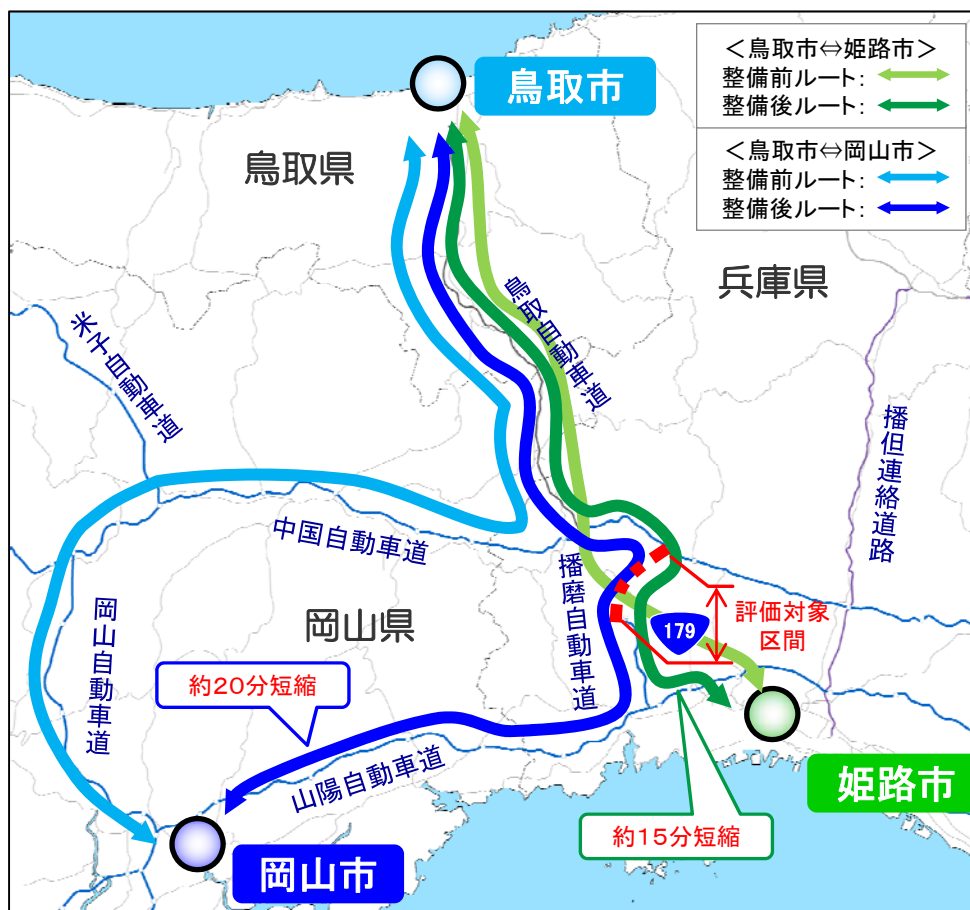 <鳥取市⇔姫路市>
整備前ルート:
整備後ルート:
<鳥取市⇔岡山市>
整備前ルート:
整備後ルート:
鳥取市
鳥取県
兵庫県
鳥取自動車道
米子自動車道
播但連絡道路
中国自動車道
播磨自動車道
岡山自動車道
岡山県
179
評価対象
区間
約20分短縮
山陽自動車道
姫路市
約15分短縮
岡山市